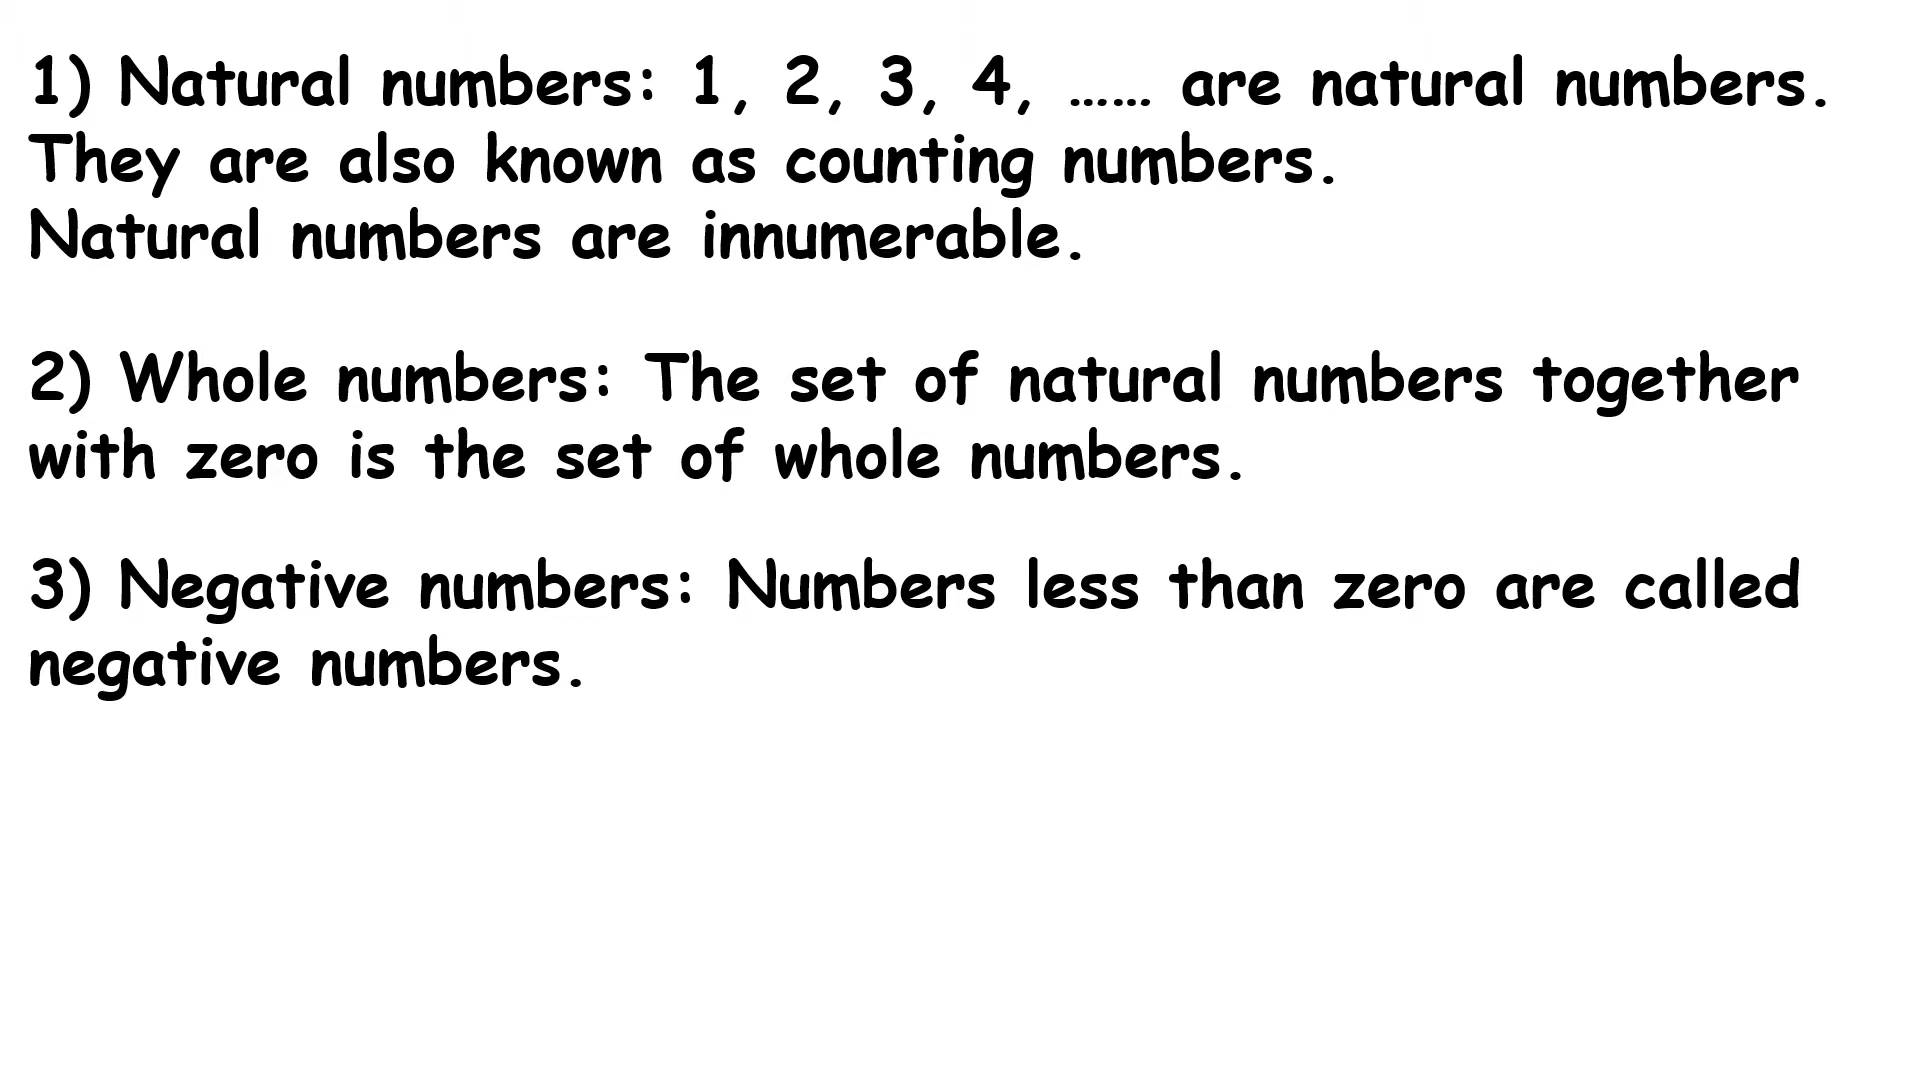 1) Natural numbers: 1, 2, 3, 4, …… are natural numbers.
They are also known as counting numbers.
Natural numbers are innumerable.
2) Whole numbers: The set of natural numbers together
with zero is the set of whole numbers.
3) Negative numbers: Numbers less than zero are called
negative numbers.